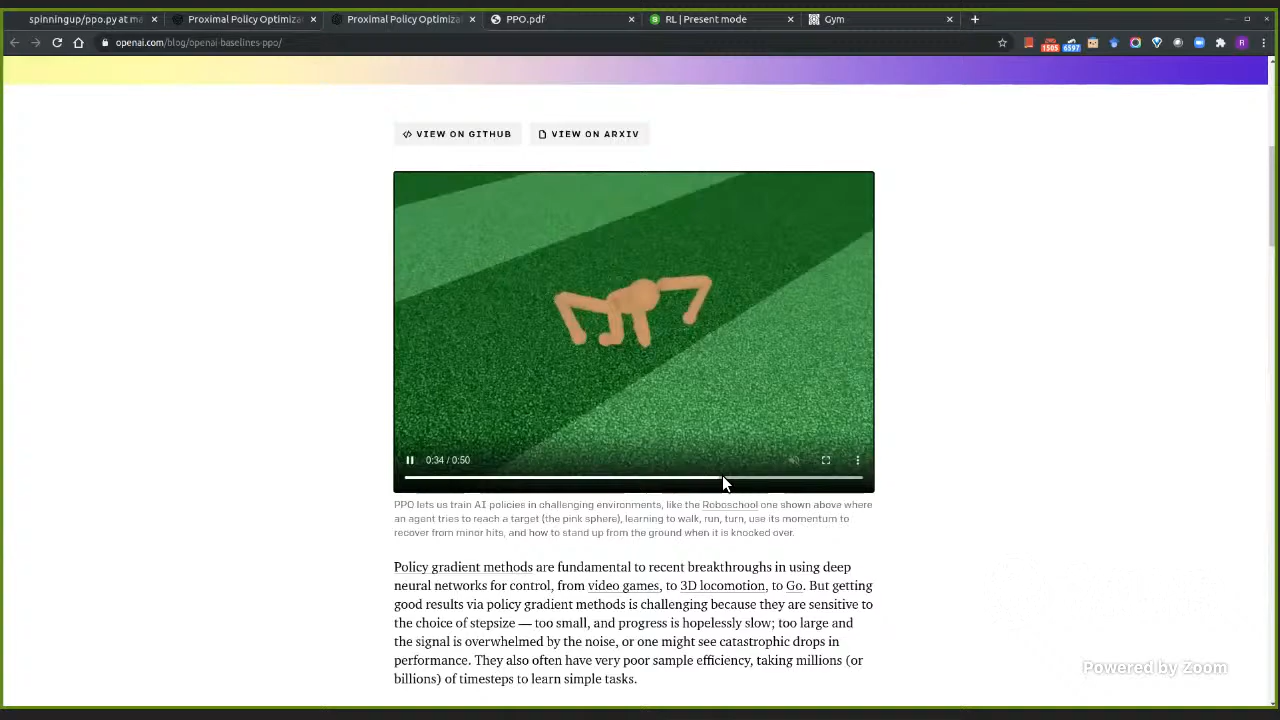 spinningup/ppo.py at ma
Proximal Policy Optimiza
Proximal Policy Optimiza
PPO.pdf
RL | Present mode
Gym
openai.com/blog/openai-baselines-ppo/
1505
6597
R
VIEW ON GITHUB
VIEW ON ARXIV
0:34 / 0:50
PPO lets us train AI policies in challenging environments, like the Roboschool one shown above where
an agent tries to reach a target (the pink sphere), learning to walk, run, turn, use its momentum to
recover from minor hits, and how to stand up from the ground when it is knocked over.
Policy gradient methods are fundamental to recent breakthroughs in using deep
neural networks for control, from video games, to 3D locomotion, to Go. But getting
good results via policy gradient methods is challenging because they are sensitive to
the choice of stepsize — too small, and progress is hopelessly slow; too large and
the signal is overwhelmed by the noise, or one might see catastrophic drops in
performance. They also often have very poor sample efficiency, taking millions (or
billions) of timesteps to learn simple tasks.
Powered by Zoom